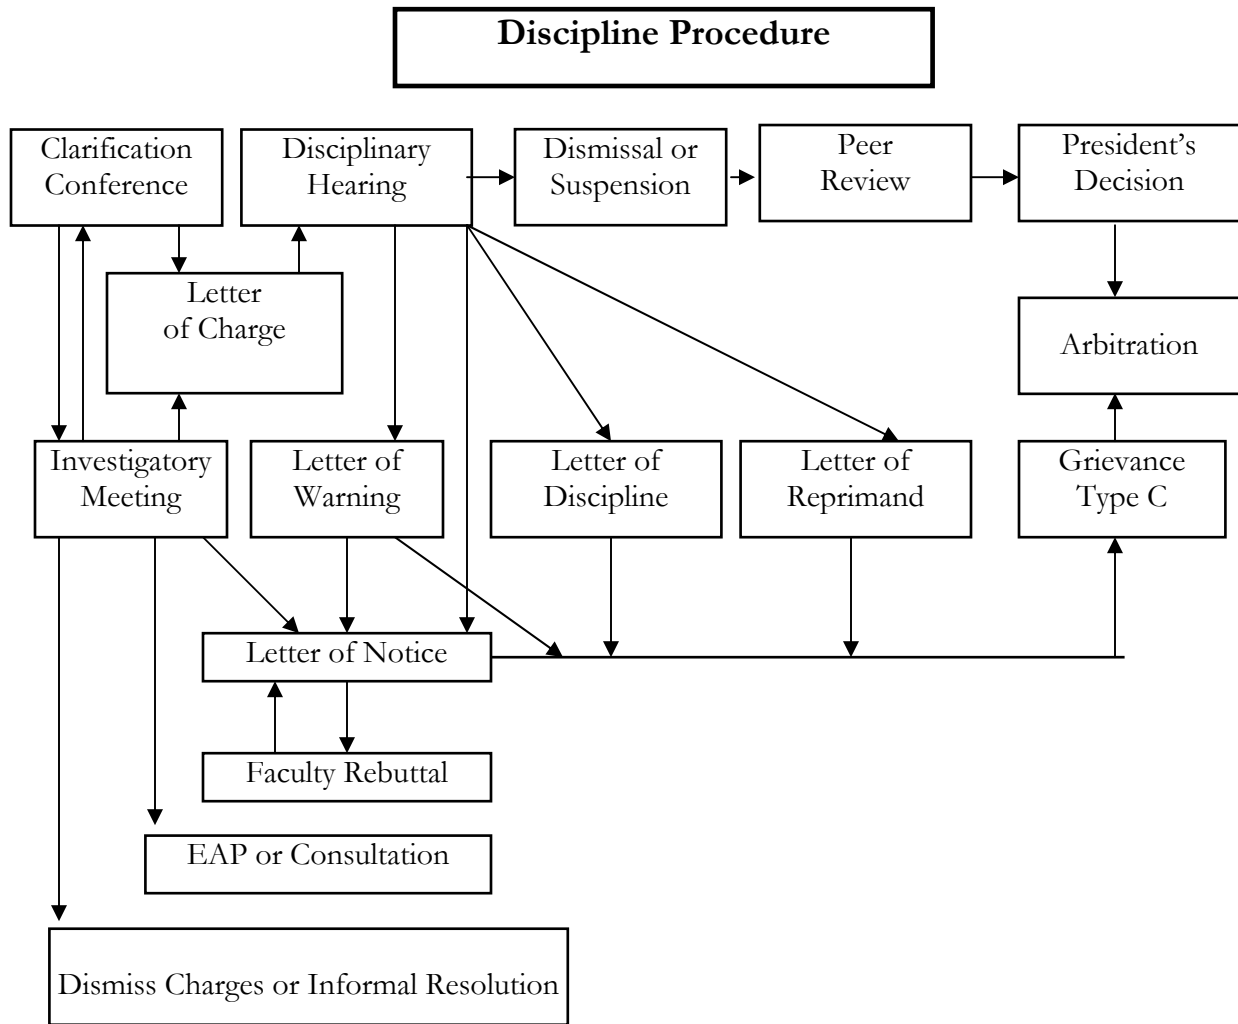 Discipline Procedure
Clarification
Conference
Disciplinary
Hearing
Dismissal or
Suspension
Peer
Review
President’s
Decision
Letter
of Charge
Arbitration
Investigatory
Meeting
Letter of
Warning
Letter of
Discipline
Letter of
Reprimand
Grievance
Type C
Letter of Notice
Faculty Rebuttal
EAP or Consultation
Dismiss Charges or Informal Resolution